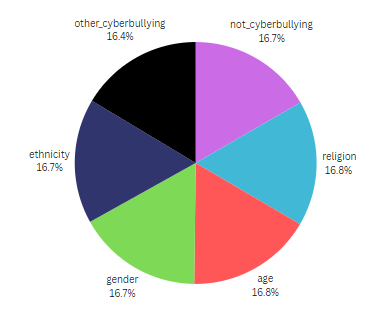 other_cyberbullying
16.4%
not_cyberbullying
16.7%
ethnicity
16.7%
religion
16.8%
gender
16.7%
age
16.8%